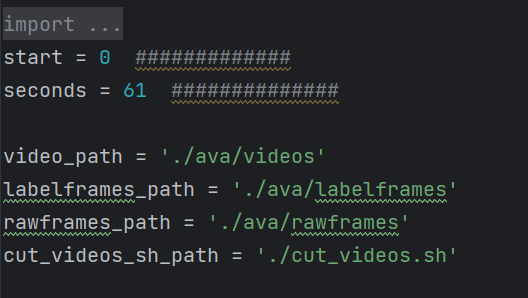 import ...
start = 0  #############
seconds = 61  ##############
video_path = './ava/videos'
labelframes_path = './ava/labelframes'
rawframes_path = './ava/rawframes'
cut_videos_sh_path = './cut_videos.sh'